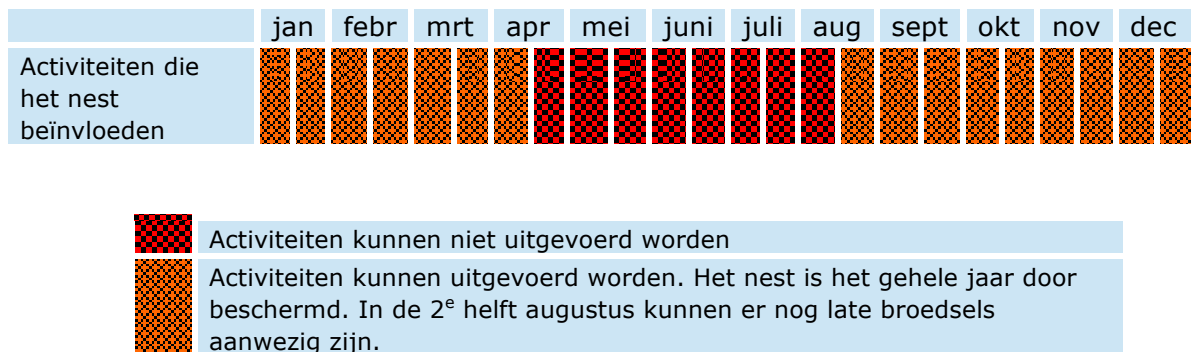 jan febr mrt apr mei juni juli aug sept okt nov dec
Activiteiten die
het nest
beïnvloeden
Activiteiten kunnen niet uitgevoerd worden
Activiteiten kunnen uitgevoerd worden. Het nest is het gehele jaar door
beschermd. In de 2e helft augustus kunnen er nog late broedsels
aanwezig zijn.